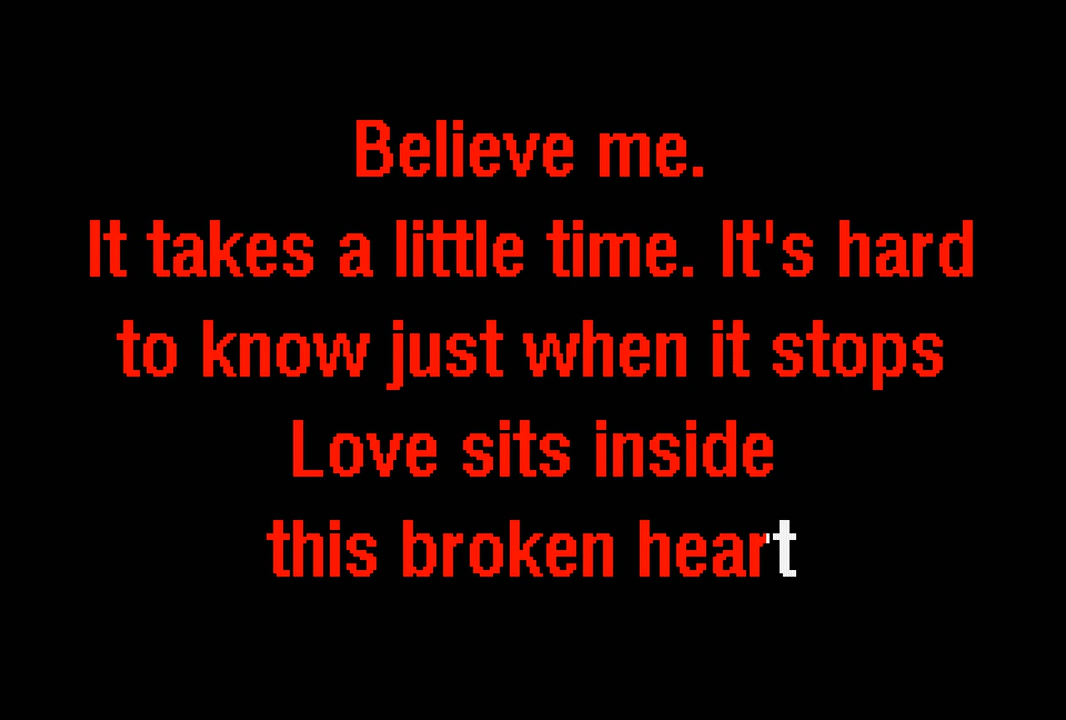 Believe me.
It takes a little time. It's hard
to know just when it stops
Love sits inside
this broken heart